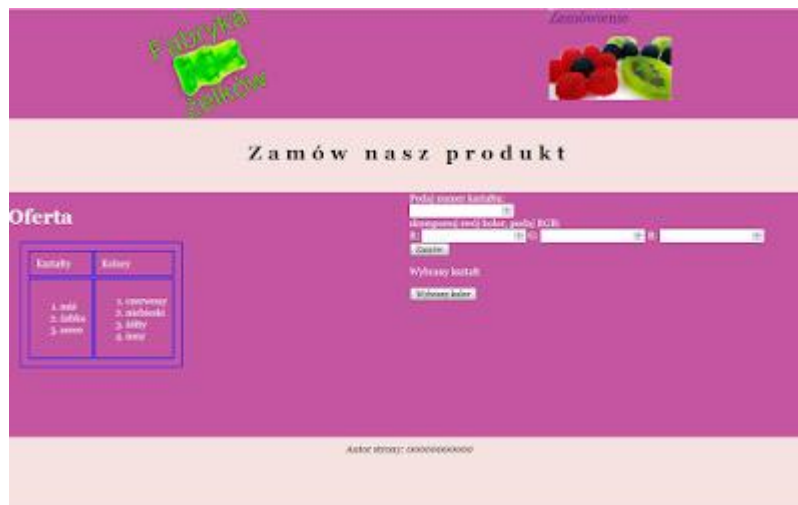 Fabryka
żelków
Zamówienie
Zamów nasz produkt
Oferta
Kształty Kolory
1. miś
2. żabka
3. serce
1. czerwony
2. niebieski
3. żółty
4. inny
Podaj numer kształtu:
skomponuj swój kolor, podaj RGB:
R: G: B:
Zamów
Wybrany kształt
Wybrany kolor
Autor strony: 00000000000